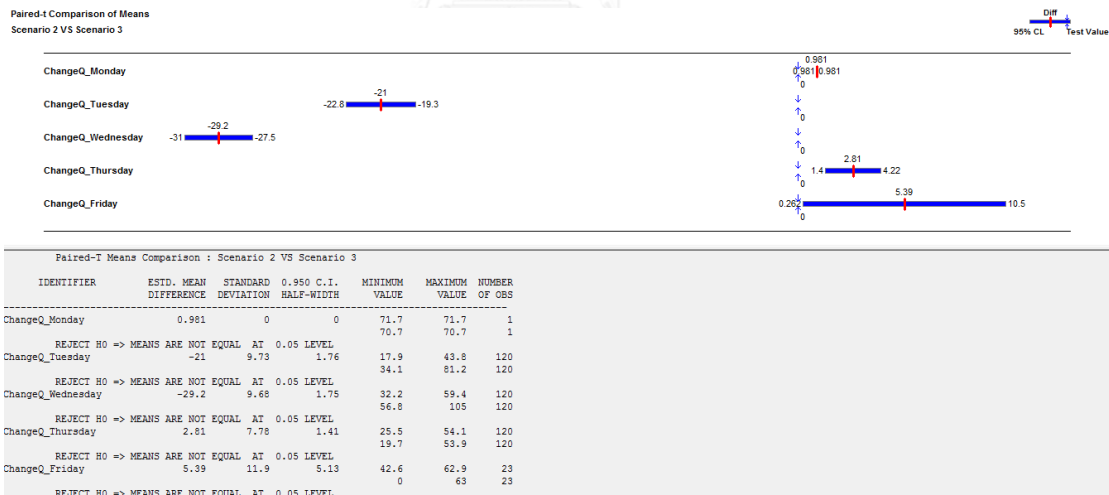 Paired-t Comparison of Means
Scenario 2 VS Scenario 3
Diff
95% CL Test Value
ChangeQ_Monday 0.981
0.981 0.981
0
ChangeQ_Tuesday -22.8 -21 -19.3
0
ChangeQ_Wednesday -31 -29.2 -27.5
0
ChangeQ_Thursday 1.4 2.81 4.22
0
ChangeQ_Friday 0.262 5.39 10.5
0
Paired-T Means Comparison : Scenario 2 VS Scenario 3
IDENTIFIER ESTD. MEAN STANDARD 0.950 C.I. MINIMUM MAXIMUM NUMBER
DIFFERENCE DEVIATION HALF-WIDTH VALUE VALUE OF OBS
ChangeQ_Monday 0.981 0 0 71.7 71.7 1
70.7 70.7 1
REJECT H0 => MEANS ARE NOT EQUAL AT 0.05 LEVEL
ChangeQ_Tuesday -21 9.73 1.76 17.9 43.8 120
34.1 81.2 120
REJECT H0 => MEANS ARE NOT EQUAL AT 0.05 LEVEL
ChangeQ_Wednesday -29.2 9.68 1.75 32.2 59.4 120
56.8 105 120
REJECT H0 => MEANS ARE NOT EQUAL AT 0.05 LEVEL
ChangeQ_Thursday 2.81 7.78 1.41 25.5 54.1 120
19.7 53.9 120
REJECT H0 => MEANS ARE NOT EQUAL AT 0.05 LEVEL
ChangeQ_Friday 5.39 11.9 5.13 42.6 62.9 23
0 63 23
REJECT H0 => MEANS ARE NOT EQUAL AT 0.05 LEVEL